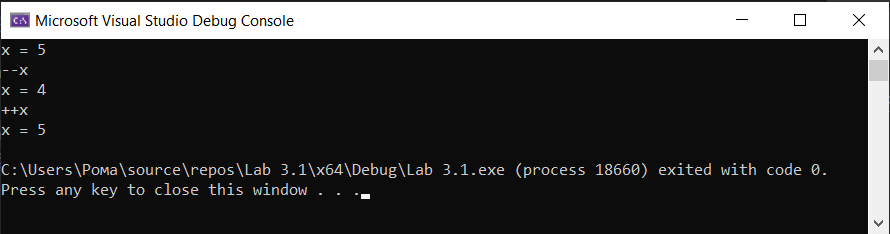 Microsoft Visual Studio Debug Console
x = 5
--x
x = 4
++x
x = 5
C:\Users\Рома\source\repos\Lab 3.1\x64\Debug\Lab 3.1.exe (process 18660) exited with code 0.
Press any key to close this window . . .